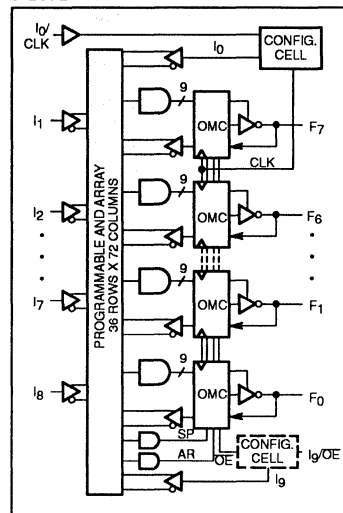 I0/
CLK
I0
CONFIG.
CELL
PROGRAMMABLE AND ARRAY
36 ROWS X 72 COLUMNS
I1
9
OMC
F7
CLK
I2
9
OMC
F6
I7
9
OMC
F1
I8
9
OMC
F0
SP
AR
OE
CONFIG.
CELL
I9/OE
I9